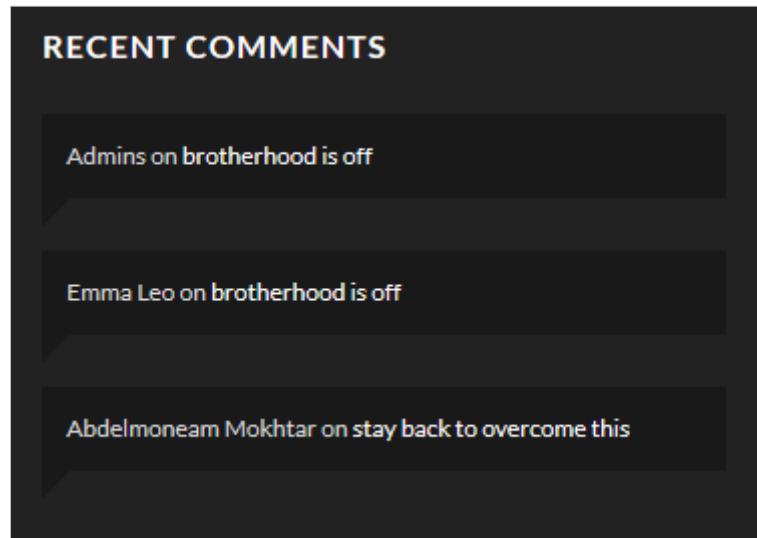 RECENT COMMENTS
Admins on brotherhood is off
Emma Leo on brotherhood is off
Abdelmoneam Mokhtar on stay back to overcome this